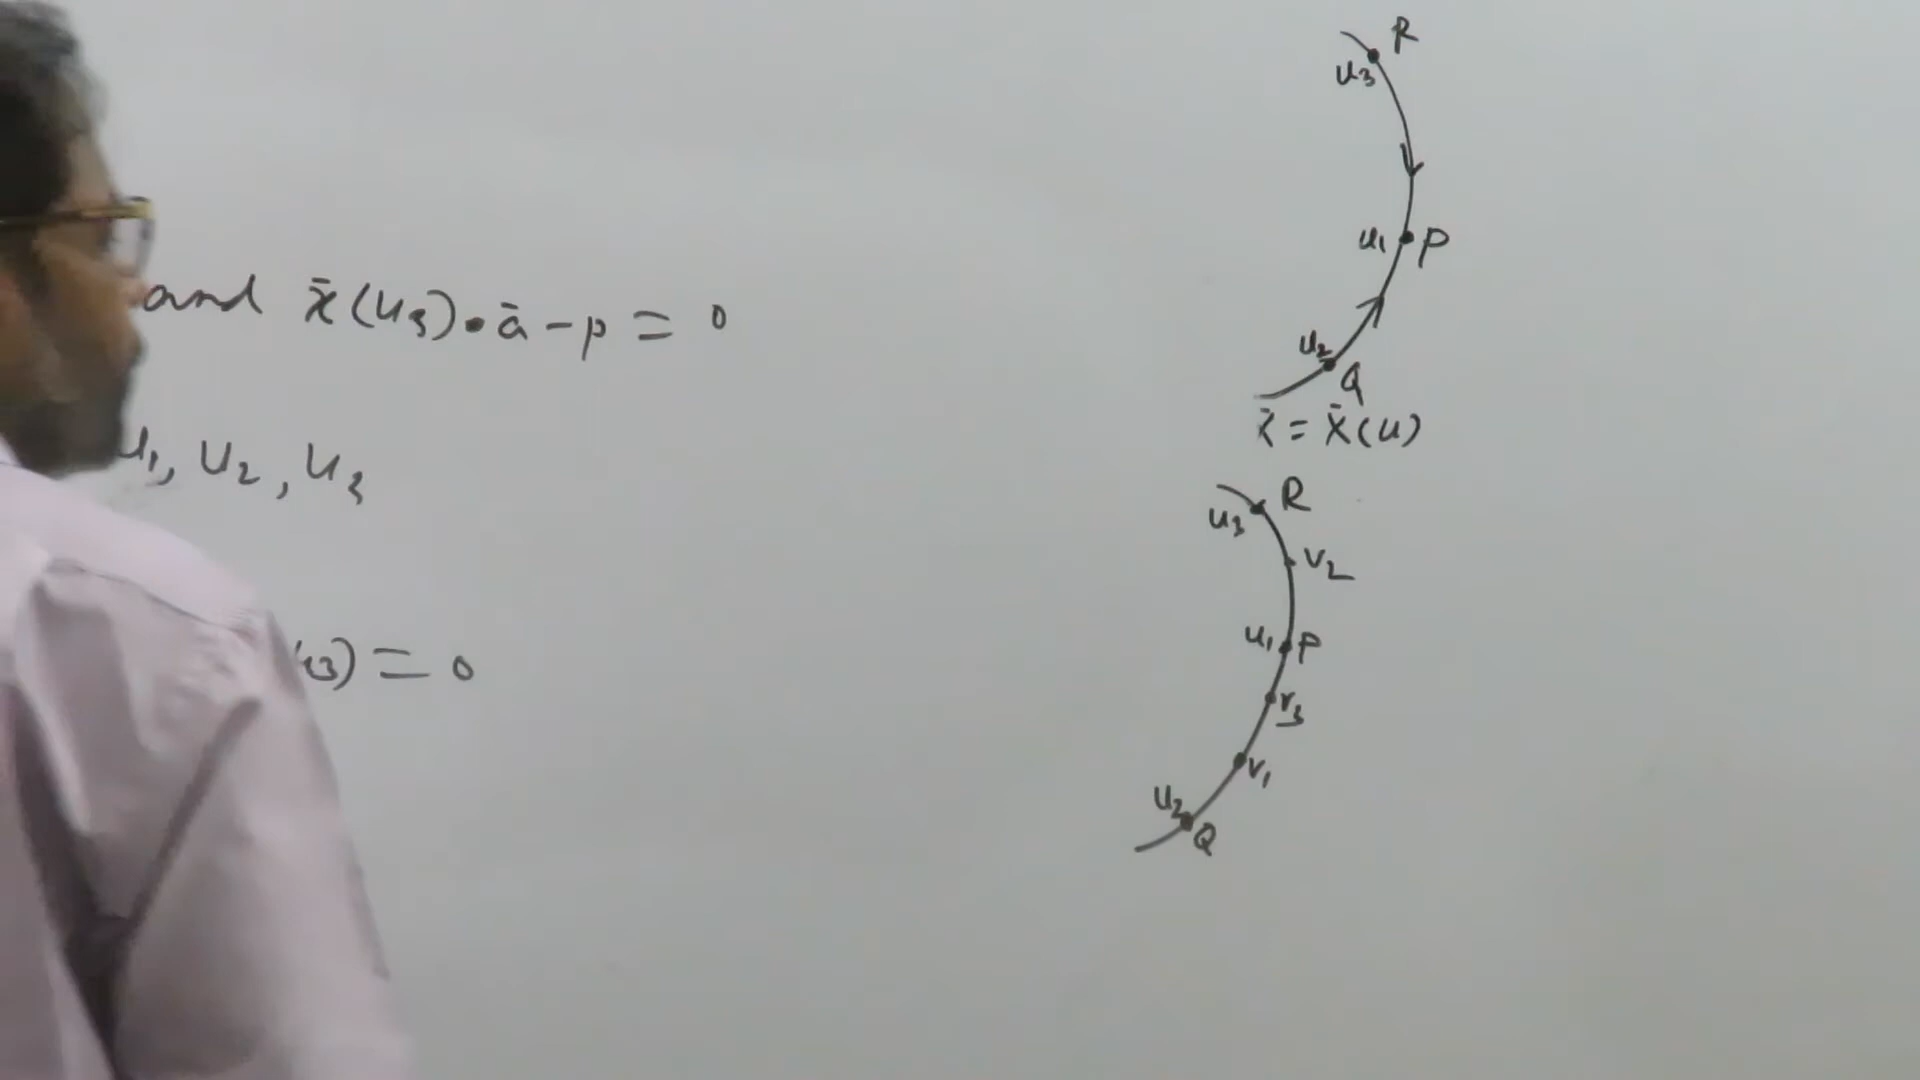 and x̄(u₃)·ā - p = 0
u₁, u₂, u₃
u₃) = 0
R
u₃
u₁ P
u₂
Q
x̄ = x̄(u)
R
u₃
v₂
u₁ P
v₃
v₁
u₂
Q